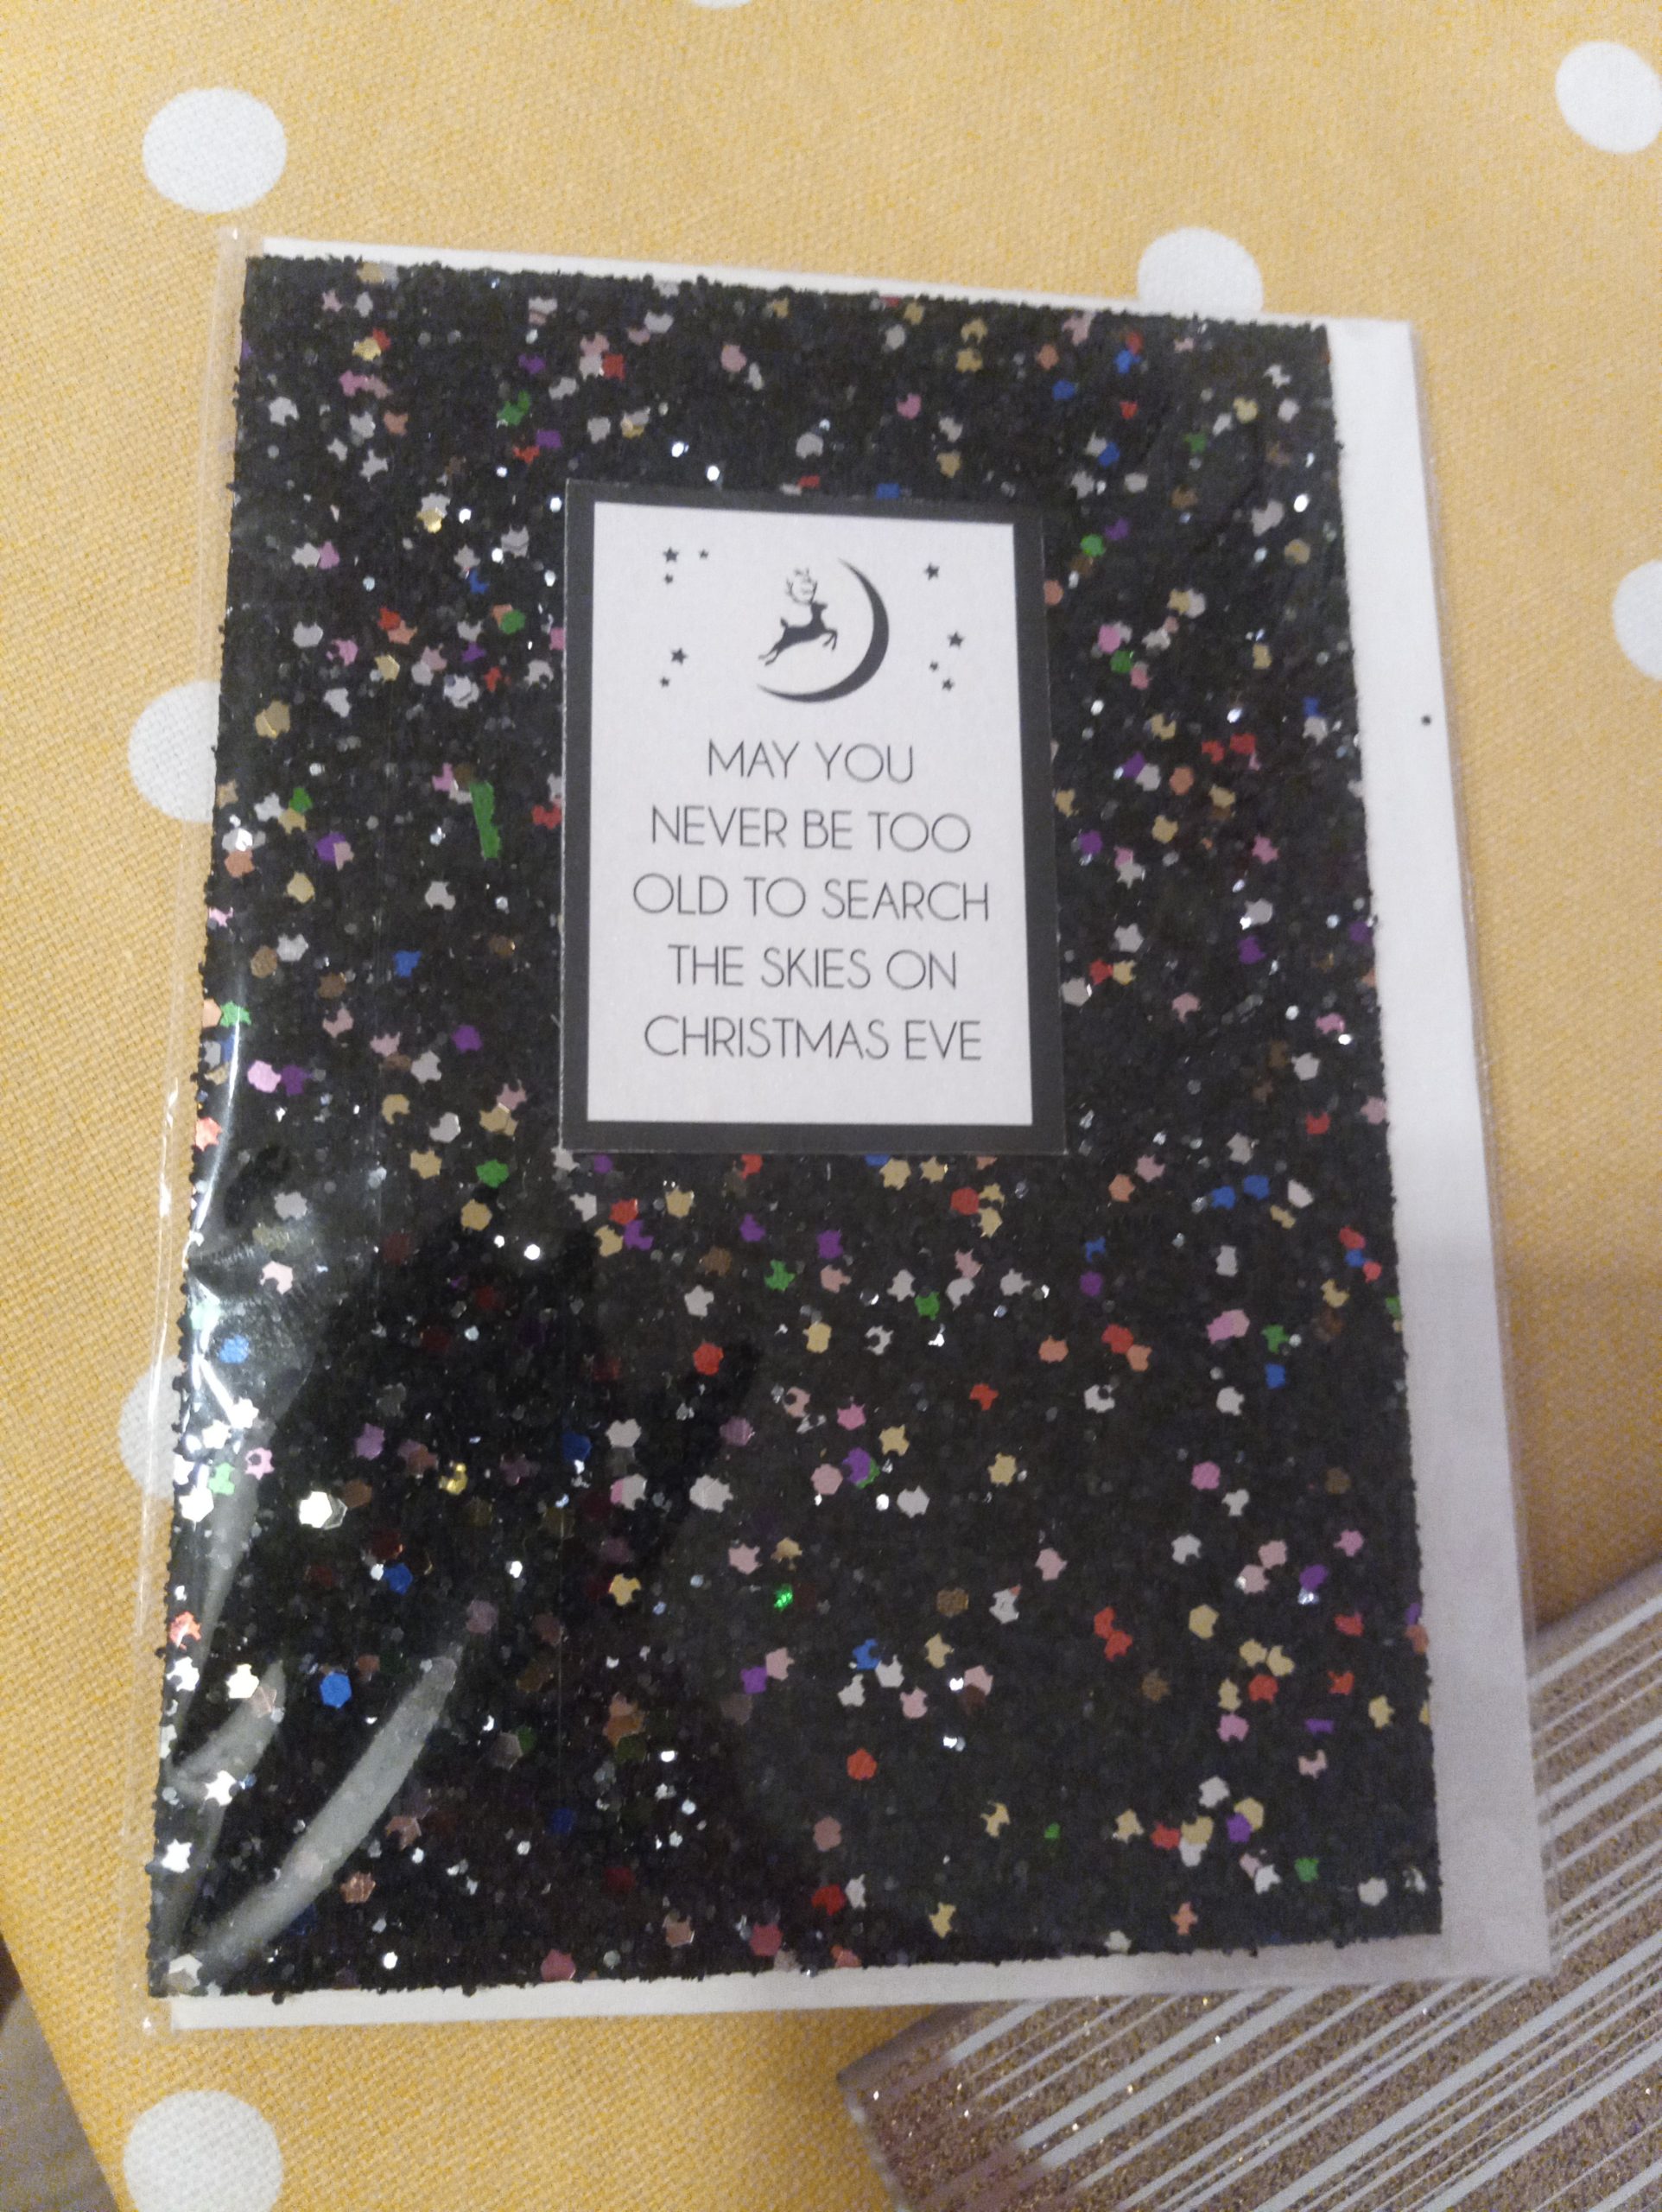 MAY YOU
NEVER BE TOO
OLD TO SEARCH
THE SKIES ON
CHRISTMAS EVE